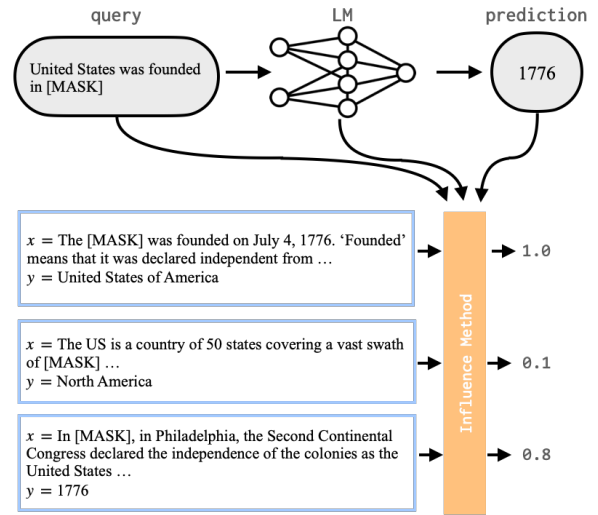 query
LM
prediction
United States was founded
in [MASK]
1776
x = The [MASK] was founded on July 4, 1776. ‘Founded’
means that it was declared independent from …
y = United States of America
1.0
x = The US is a country of 50 states covering a vast swath
of [MASK] …
y = North America
0.1
x = In [MASK], in Philadelphia, the Second Continental
Congress declared the independence of the colonies as the
United States …
y = 1776
0.8
Influence Method